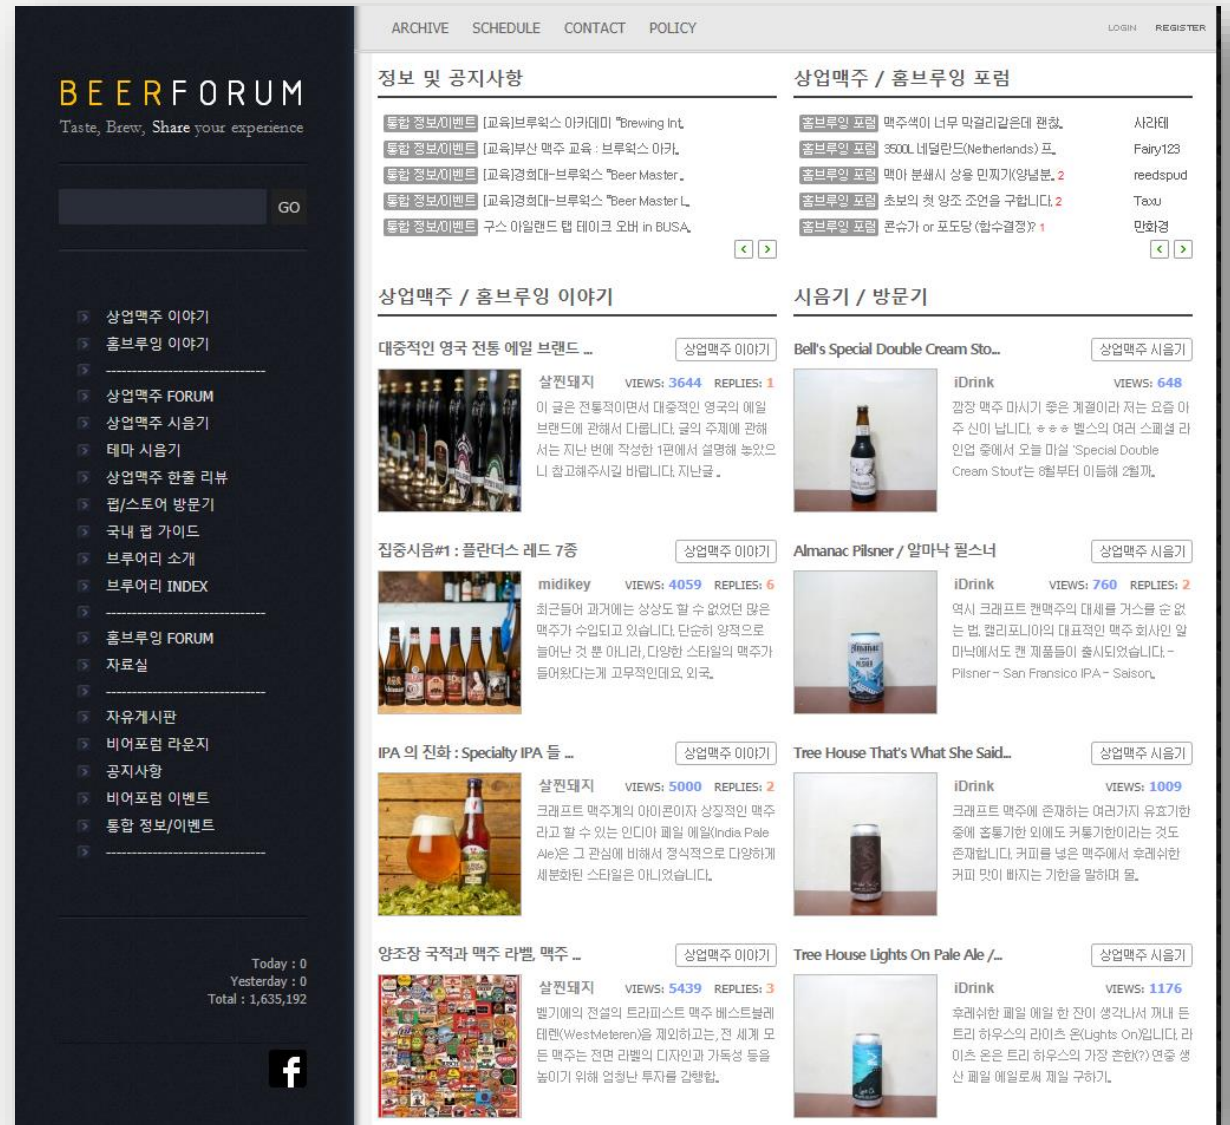 ARCHIVE SCHEDULE CONTACT POLICY
LOGIN REGISTER
BEERFORUM
Taste, Brew, Share your experience
GO
상업맥주 이야기
홈브루잉 이야기
-------------------------------
상업맥주 FORUM
상업맥주 시음기
테마 시음기
상업맥주 한줄 리뷰
펍/스토어 방문기
국내 펍 가이드
브루어리 소개
브루어리 INDEX
-------------------------------
홈브루잉 FORUM
자료실
-------------------------------
자유게시판
비어포럼 라운지
공지사항
비어포럼 이벤트
통합 정보/이벤트
-------------------------------
Today : 0
Yesterday : 0
Total : 1,635,192
f
정보 및 공지사항
통합 정보/이벤트 [교육]브루웍스 아카데미 "Brewing Int...
통합 정보/이벤트 [교육]부산 맥주 교육 : 브루웍스 아카...
통합 정보/이벤트 [교육]경희대-브루웍스 "Beer Master ...
통합 정보/이벤트 [교육]경희대-브루웍스 "Beer Master L...
통합 정보/이벤트 구스 아일랜드 탭 테이크 오버 in BUSA...
상업맥주 / 홈브루잉 포럼
홈브루잉 포럼 맥주색이 너무 막걸리같은데 괜찮... 사라테
홈브루잉 포럼 3500L 네덜란드(Netherlands) 프... Fairy123
홈브루잉 포럼 맥아 분쇄시 상용 믹찌기(양념분... 2 reedspud
홈브루잉 포럼 초보의 첫 양조 조언을 구합니다. 2 Taxu
홈브루잉 포럼 콘슈가 or 포도당 (함수결정)? 1 만화경
상업맥주 / 홈브루잉 이야기
대중적인 영국 전통 에일 브랜드 ... 상업맥주 이야기
살찐돼지 VIEWS: 3644 REPLIES: 1
이 글은 전통적이면서 대중적인 영국의 에일
브랜드에 관해서 다룹니다. 글의 주제에 관해
서는 지난 번에 작성한 1편에서 설명해 놓았으
니 참고해주시길 바랍니다. 지난글 ...
집중시음#1 : 플란더스 레드 7종 상업맥주 이야기
midikey VIEWS: 4059 REPLIES: 6
최근들어 과거에는 상상도 할 수 없었던 많은
맥주가 수입되고 있습니다. 단순히 양적으로
늘어난 것 뿐 아니라, 다양한 스타일의 맥주가
들어왔다는게 고무적인데요. 외국...
IPA 의 진화 : Specialty IPA 들 ... 상업맥주 이야기
살찐돼지 VIEWS: 5000 REPLIES: 2
크래프트 맥주계의 아이콘이자 상징적인 맥주
라고 할 수 있는 인디아 페일 에일(India Pale
Ale)은 그 관심에 비해서 정식적으로 다양하게
세분화된 스타일은 아니었습니다...
양조장 국적과 맥주 라벨, 맥주 ... 상업맥주 이야기
살찐돼지 VIEWS: 5439 REPLIES: 3
벨기에의 전설의 트라피스트 맥주 베스트블레
테렌(Westvleteren)을 제외하고는, 전 세계 모
든 맥주는 전면 라벨의 디자인과 가독성 등을
높이기 위해 엄청난 투자를 감행합...
시음기 / 방문기
Bell's Special Double Cream Sto... 상업맥주 시음기
iDrink VIEWS: 648
깜장 맥주 마시기 좋은 계절이라 저는 요즘 아
주 신이 납니다. ㅎㅎㅎ 벨스의 여러 스페셜 라
인업 중에서 오늘 마실 'Special Double
Cream Stout'는 8월부터 이듬해 2월까...
Almanac Pilsner / 알마낙 필스너 상업맥주 시음기
iDrink VIEWS: 760 REPLIES: 2
역시 크래프트 캔맥주의 대세를 거스를 순 없
는 법. 캘리포니아의 대표적인 맥주 회사인 알
마낙에서도 캔 제품들이 출시되었습니다. -
Pilsner - San Fransico IPA - Saison...
Tree House That's What She Said... 상업맥주 시음기
iDrink VIEWS: 1009
크래프트 맥주에 존재하는 여러가지 유효기한
중에 홉통기한 외에도 커통기한이라는 것도
존재합니다. 커피를 넣은 맥주에서 후레쉬한
커피 맛이 빠지는 기한을 말하며 물...
Tree House Lights On Pale Ale /... 상업맥주 시음기
iDrink VIEWS: 1176
후레쉬한 페일 에일 한 잔이 생각나서 꺼내 든
트리 하우스의 라이츠 온(Lights On)입니다. 라
이츠 온은 트리 하우스의 가장 흔한(?) 연중 생
산 페일 에일로써 제일 구하기...